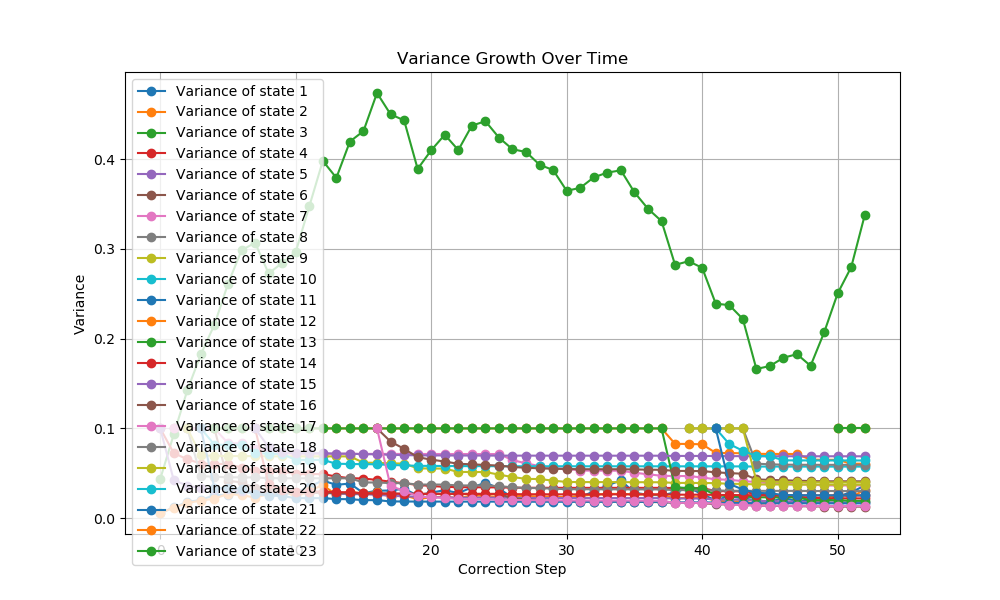 Variance Growth Over Time
Variance of state 1
Variance of state 2
Variance of state 3
Variance of state 4
Variance of state 5
Variance of state 6
Variance of state 7
Variance of state 8
Variance of state 9
Variance of state 10
Variance of state 11
Variance of state 12
Variance of state 13
Variance of state 14
Variance of state 15
Variance of state 16
Variance of state 17
Variance of state 18
Variance of state 19
Variance of state 20
Variance of state 21
Variance of state 22
Variance of state 23
Variance
0.4
0.3
0.2
0.1
0.0
0 10 20 30 40 50
Correction Step